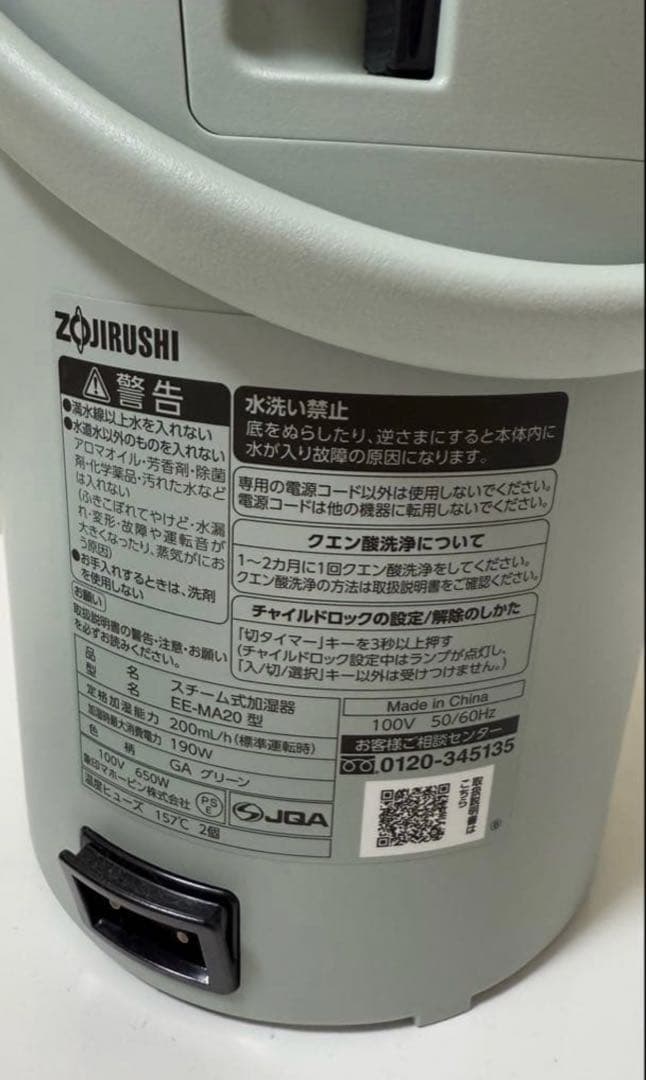 ZOJIRUSHI
警告
●満水線以上水を入れない
●水道水以外のものを入れない
アロマオイル・芳香剤・除菌
剤・化学薬品・汚れた水など
は入れない
(ふきこぼれてやけど・水漏
れ・変形・故障や運転音が
大きくなったり、蒸気がにお
う原因)
●お手入れするときは、洗剤
を使用しない
お願い
取扱説明書の警告・注意・お願い
を必ずお読みください。
水洗い禁止
底をぬらしたり、逆さまにすると本体内に
水が入り故障の原因になります。
専用の電源コード以外は使用しないでください。
電源コードは他の機器に転用しないでください。
クエン酸洗浄について
1〜2カ月に1回クエン酸洗浄をしてください。
クエン酸洗浄の方法は取扱説明書をご確認ください。
チャイルドロックの設定/解除のしかた
「切タイマー」キーを3秒以上押す
(チャイルドロック設定中はランプが点灯し、
「入/切/選択」キー以外は受けつけません。)
品名 スチーム式加湿器
型名 EE-MA20 型
定格加湿能力 200mL/h(標準運転時)
加湿時最大消費電力 190W
色柄 GA グリーン
100V 650W
象印マホービン株式会社
PSE
温度ヒューズ 157℃ 2個
JQA
Made in China
100V 50/60Hz
お客様ご相談センター
0120-345135
取扱説明書は
こちら
®